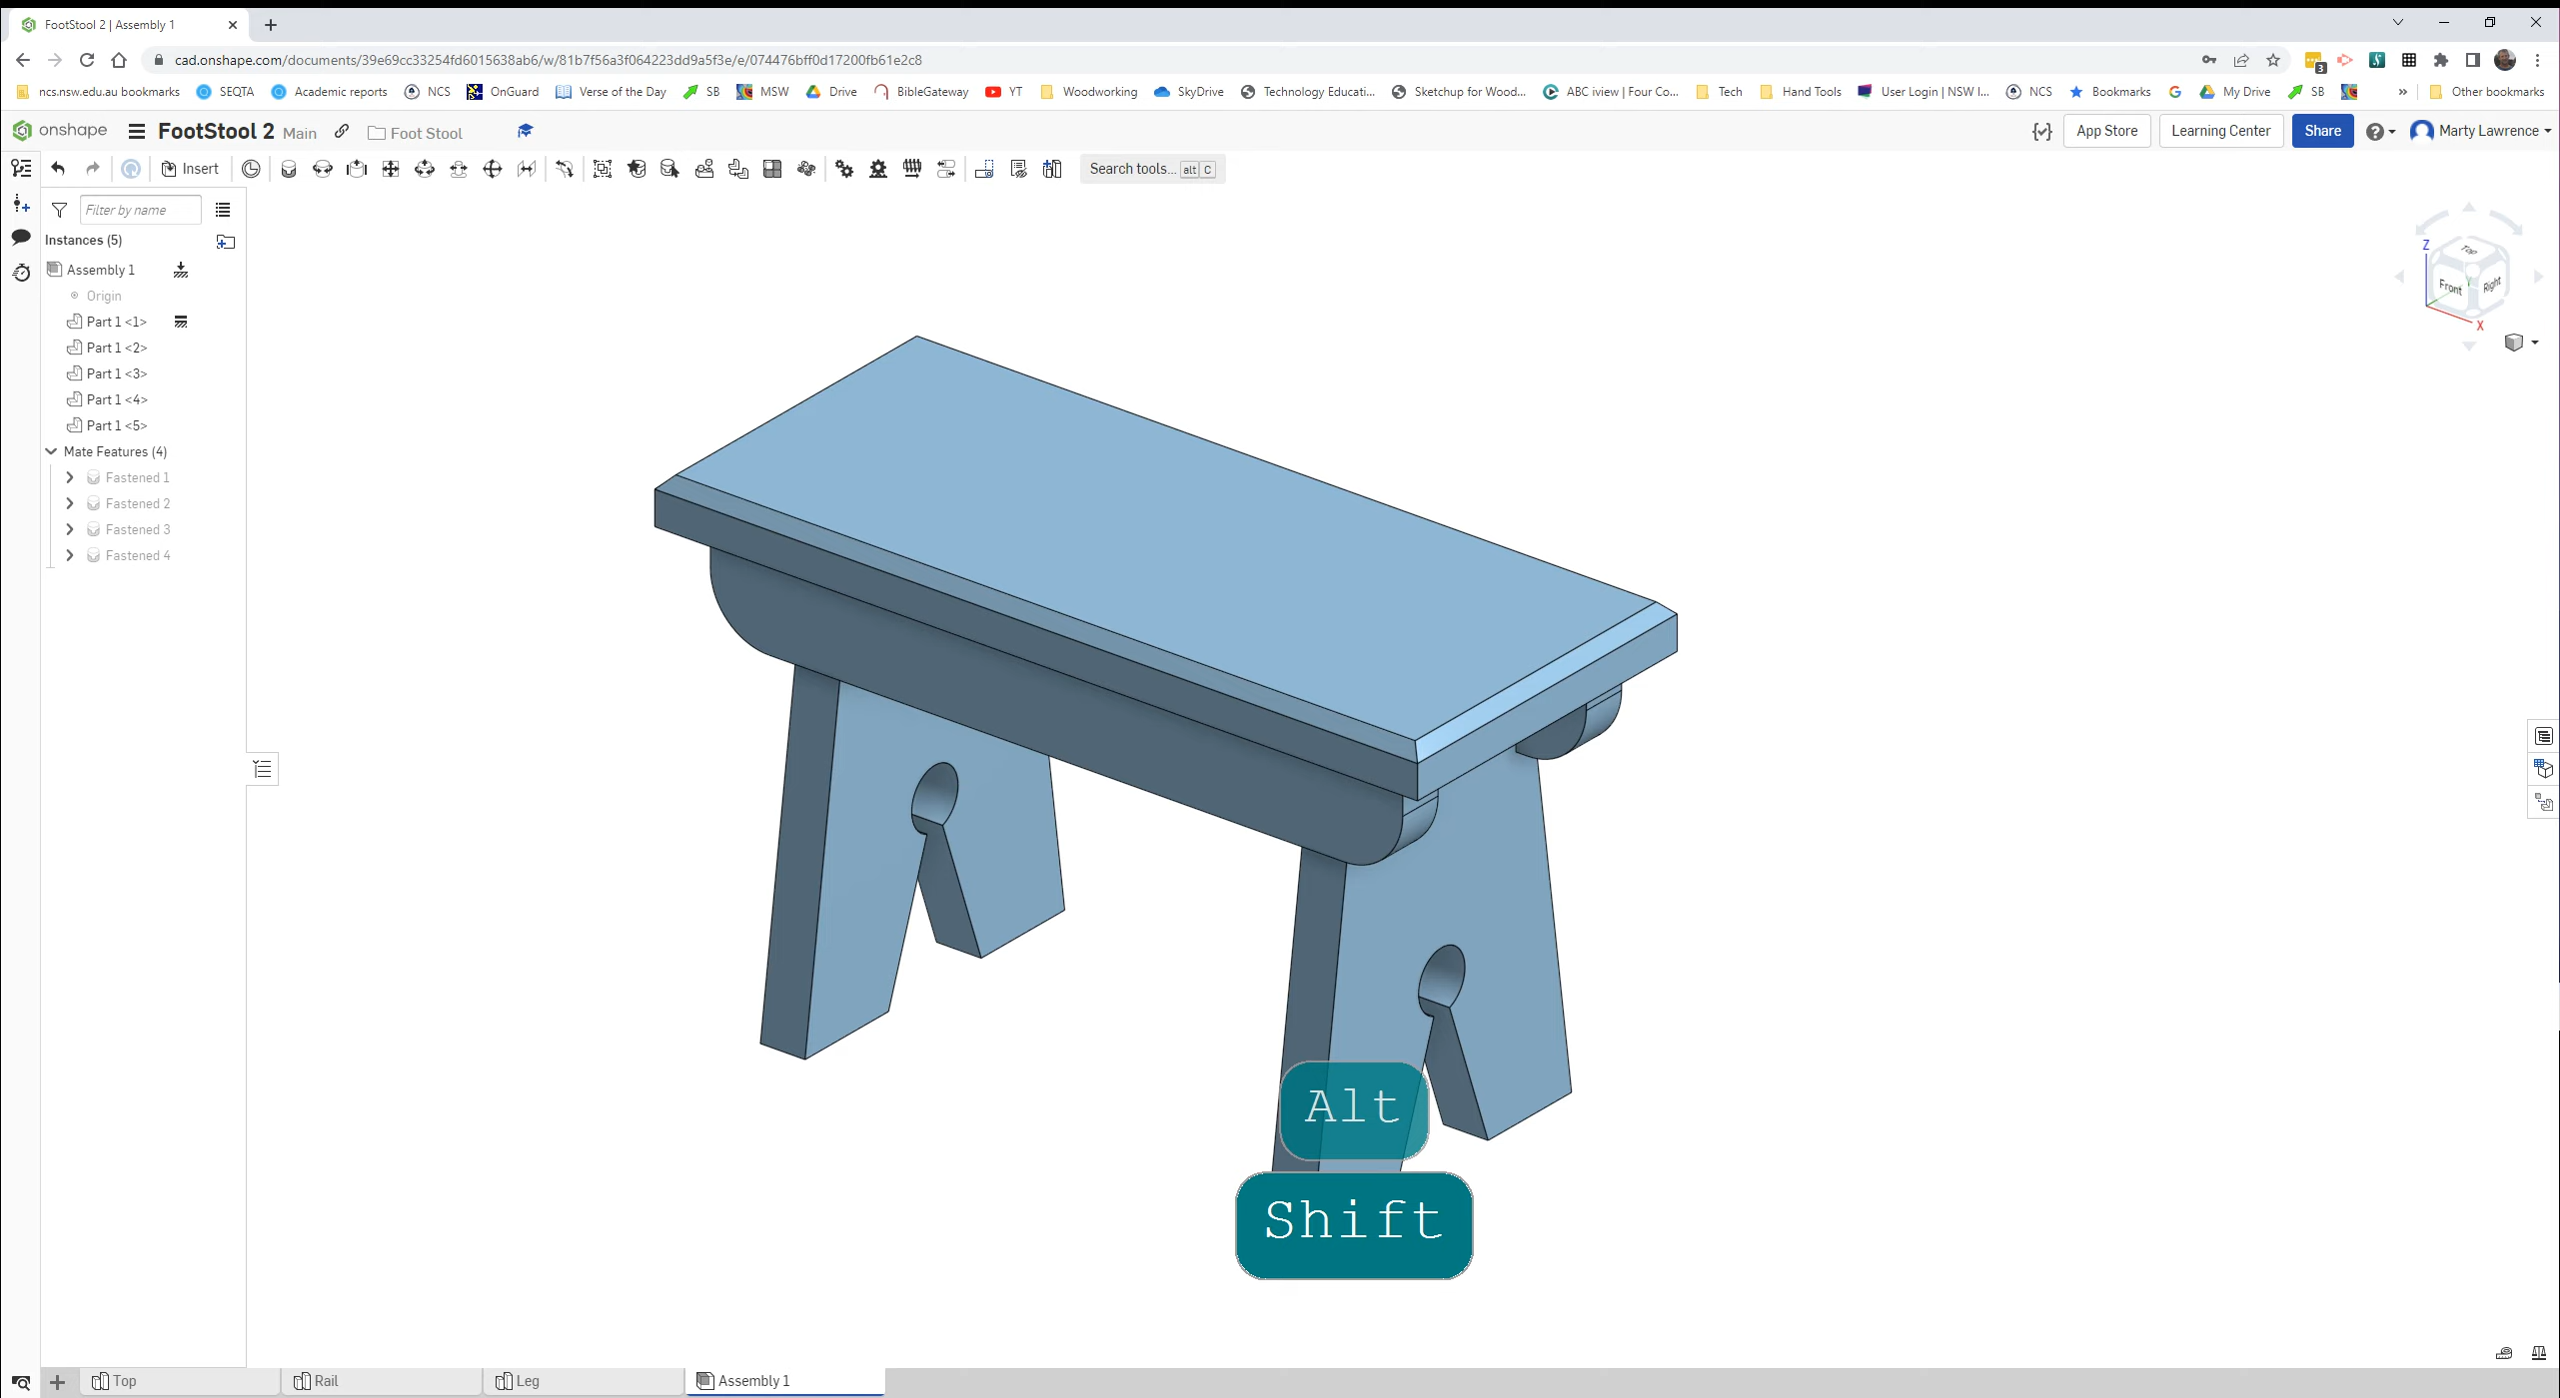 FootStool 2 | Assembly 1
cad.onshape.com/documents/39e69cc33254fd6015638ab6/w/81b7f56a3f064223dd9a5f3e/e/074476bff0d17200fb61e2c8
3
ncs.nsw.edu.au bookmarks SEQTA Academic reports NCS OnGuard Verse of the Day SB MSW Drive BibleGateway YT Woodworking SkyDrive Technology Educati... Sketchup for Wood... ABC iview | Four Co... Tech Hand Tools User Login | NSW I... NCS Bookmarks My Drive SB » Other bookmarks
onshape FootStool 2 Main Foot Stool App Store Learning Center Share Marty Lawrence
Insert Search tools... alt C
Filter by name
Instances (5)
Assembly 1
Origin
Part 1 <1>
Part 1 <2>
Part 1 <3>
Part 1 <4>
Part 1 <5>
Mate Features (4)
Fastened 1
Fastened 2
Fastened 3
Fastened 4
Z
Top
Front Right
X
Alt
Shift
Top Rail Leg Assembly 1